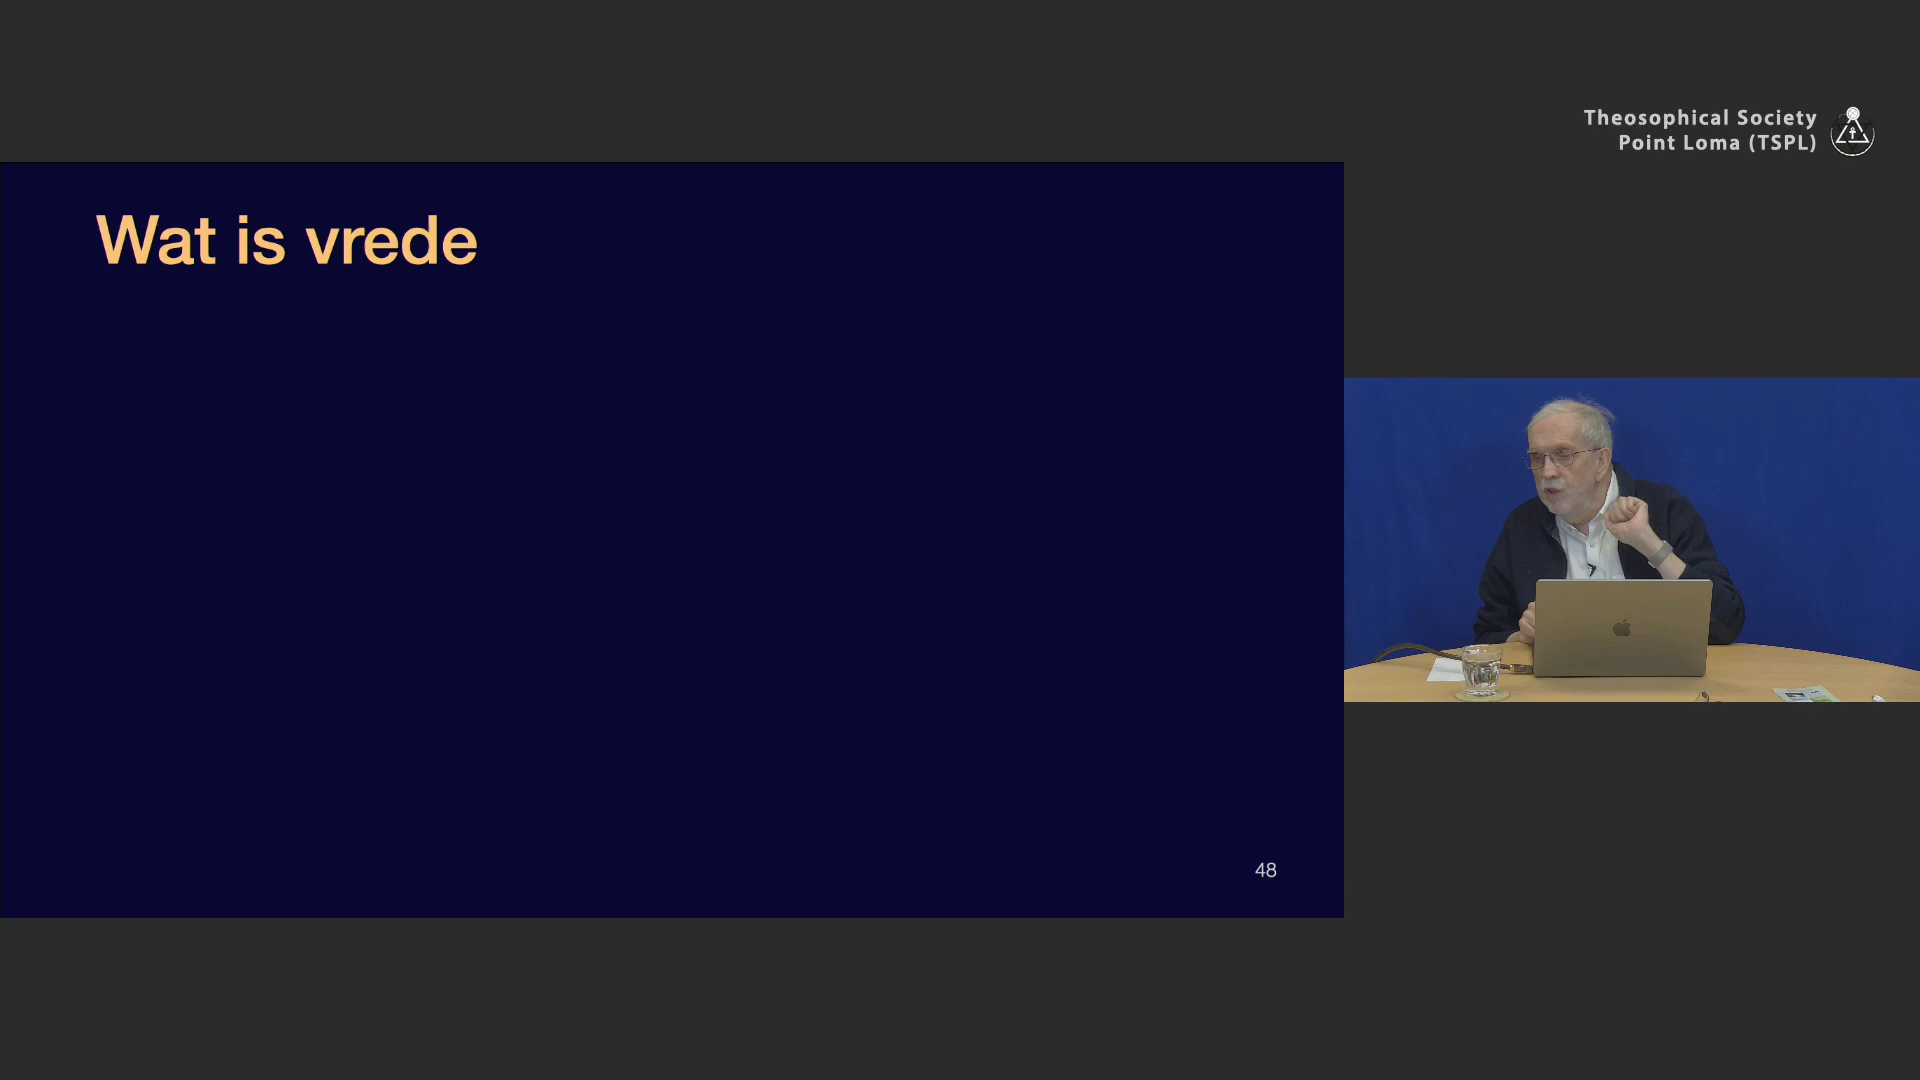 Theosophical Society
Point Loma (TSPL)
Wat is vrede
48